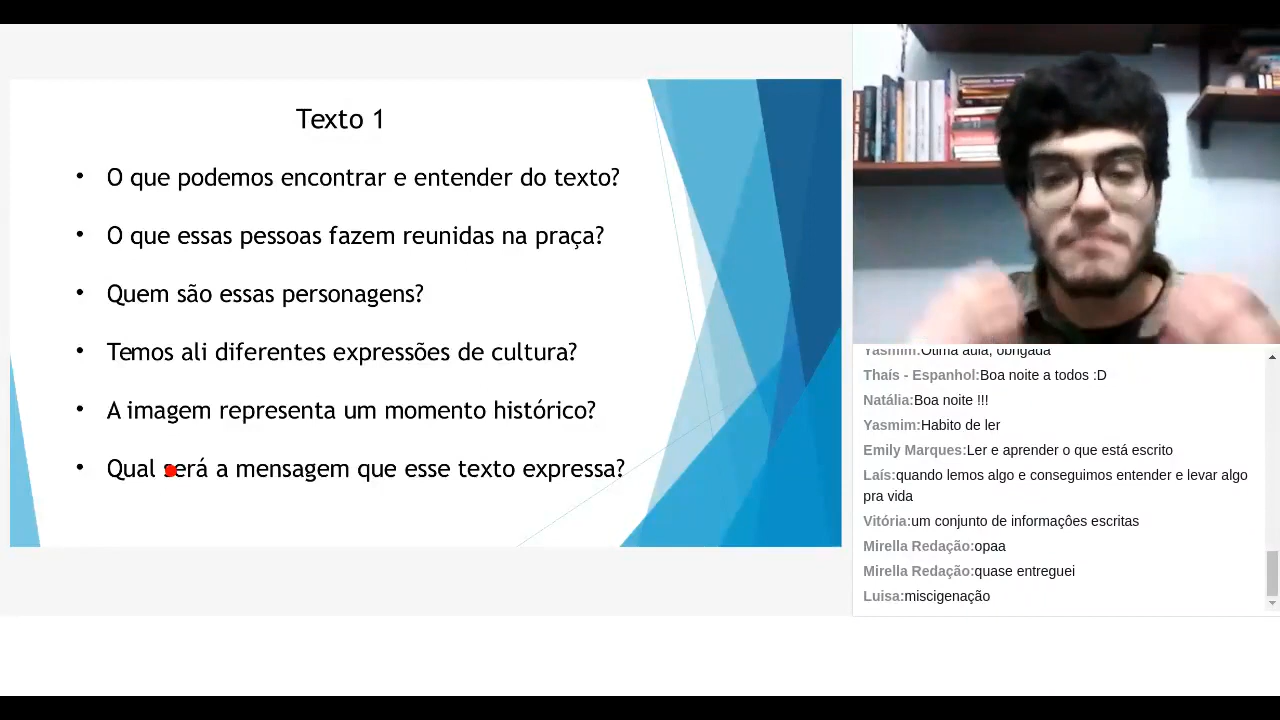 Texto 1
• O que podemos encontrar e entender do texto?
• O que essas pessoas fazem reunidas na praça?
• Quem são essas personagens?
• Temos ali diferentes expressões de cultura?
• A imagem representa um momento histórico?
• Qual será a mensagem que esse texto expressa?
Yasmim:Ótima aula, obrigada
Thaís - Espanhol:Boa noite a todos :D
Natália:Boa noite !!!
Yasmim:Habito de ler
Emily Marques:Ler e aprender o que está escrito
Laís:quando lemos algo e conseguimos entender e levar algo
pra vida
Vitória:um conjunto de informaçôes escritas
Mirella Redação:opaa
Mirella Redação:quase entreguei
Luisa:miscigenação